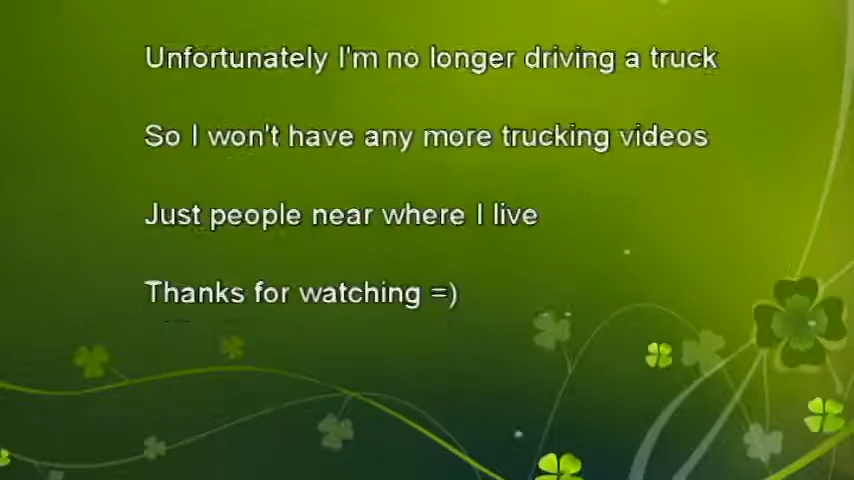 Unfortunately I'm no longer driving a truck
So I won't have any more trucking videos
Just people near where I live
Thanks for watching =)